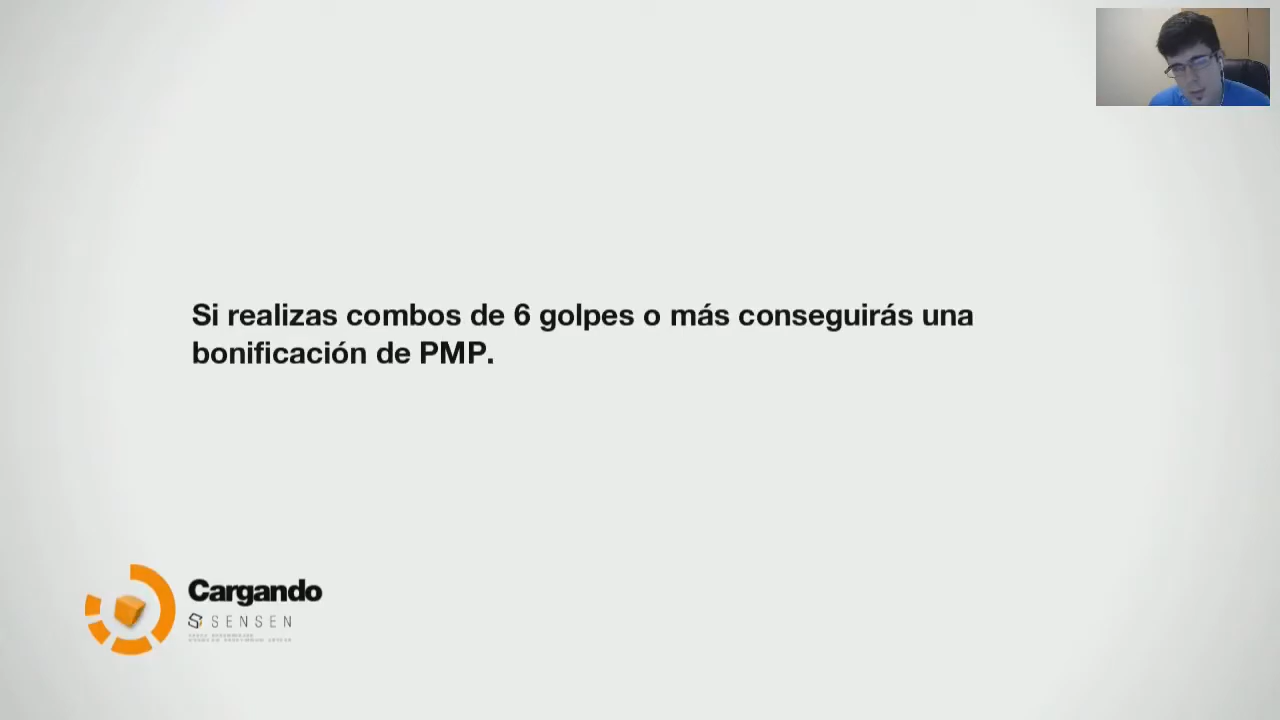 Si realizas combos de 6 golpes o más conseguirás una
bonificación de PMP.
Cargando
SENSEN